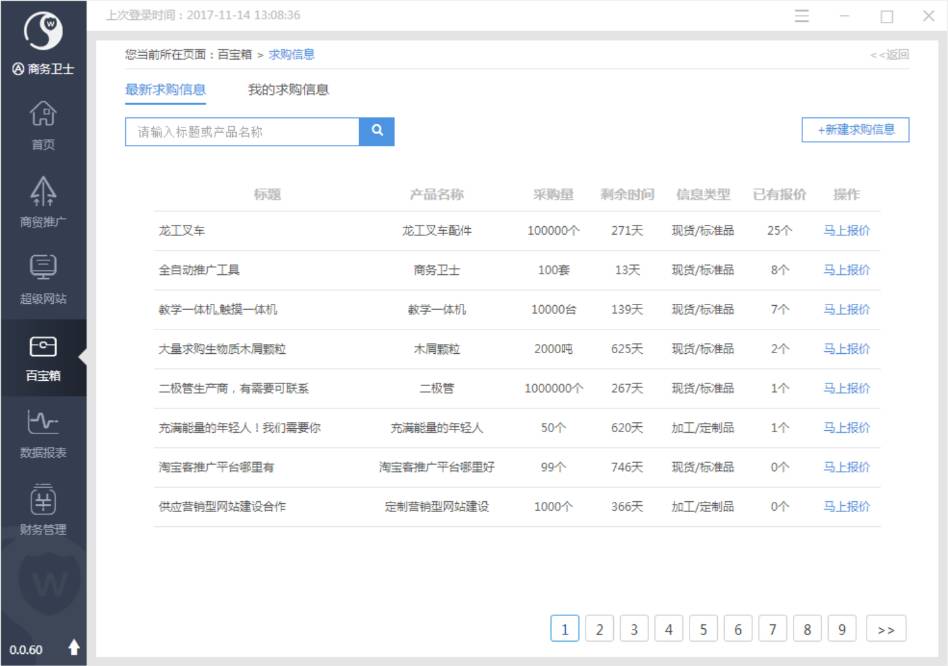 上次登录时间：2017-11-14 13:08:36
商务卫士
首页
商贸推广
超级网站
百宝箱
数据报表
财务管理
0.0.60
您当前所在页面：百宝箱 > 求购信息
<<返回
最新求购信息 我的求购信息
请输入标题或产品名称
+新建求购信息
标题 产品名称 采购量 剩余时间 信息类型 已有报价 操作
龙工叉车 龙工叉车配件 100000个 271天 现货/标准品 25个 马上报价
全自动推广工具 商务卫士 100套 13天 现货/标准品 8个 马上报价
教学一体机,触摸一体机 教学一体机 10000台 139天 现货/标准品 7个 马上报价
大量求购生物质木屑颗粒 木屑颗粒 2000吨 625天 现货/标准品 2个 马上报价
二极管生产商，有需要可联系 二极管 1000000个 267天 现货/标准品 1个 马上报价
充满能量的年轻人！我们需要你 充满能量的年轻人 50个 620天 加工/定制品 1个 马上报价
淘宝客推广平台哪里有 淘宝客推广平台哪里好 99个 746天 现货/标准品 0个 马上报价
供应营销型网站建设合作 定制营销型网站建设 1000个 366天 加工/定制品 0个 马上报价
1 2 3 4 5 6 7 8 9 >>